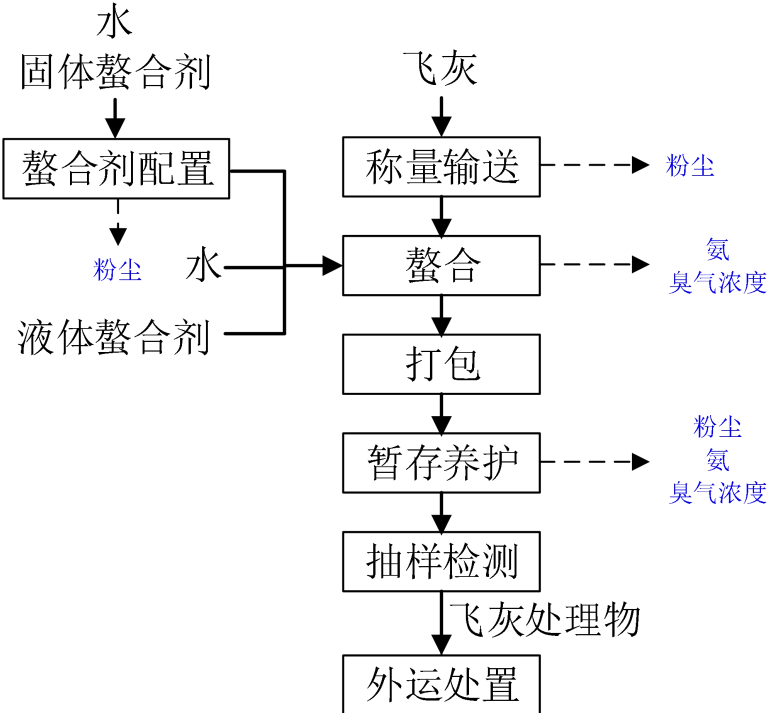 水
固体螯合剂
飞灰
螯合剂配置
称量输送
粉尘
粉尘
水
螯合
氨
臭气浓度
液体螯合剂
打包
暂存养护
粉尘
氨
臭气浓度
抽样检测
飞灰处理物
外运处置